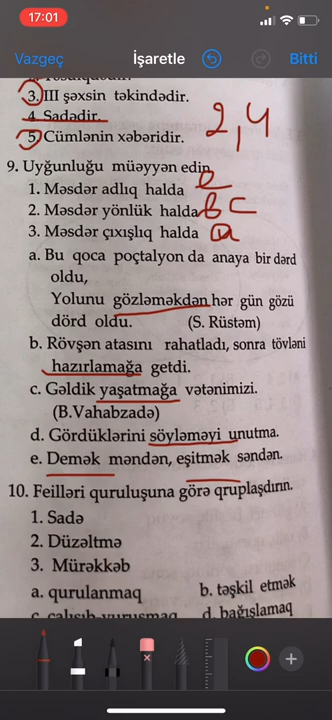 17:01
Vazgeç İşaretle Bitti
3. III şəxsin təkindədir.
4. Sadədir.
5. Cümlənin xəbəridir.
2,4
9. Uyğunluğu müəyyən edin.
1. Məsdər adlıq halda e
2. Məsdər yönlük halda b c
3. Məsdər çıxışlıq halda a
a. Bu qoca poçtalyon da anaya bir dərd
oldu,
Yolunu gözləməkdən hər gün gözü
dörd oldu. (S. Rüstəm)
b. Rövşən atasını rahatladı, sonra tövləni
hazırlamağa getdi.
c. Gəldik yaşatmağa vətənimizi.
(B.Vahabzadə)
d. Gördüklərini söyləməyi unutma.
e. Demək məndən, eşitmək səndən.
10. Feilləri quruluşuna görə qruplaşdırın.
1. Sadə
2. Düzəltmə
3. Mürəkkəb
a. qurulanmaq b. təşkil etmək
c. çalışıb-vuruşmaq d. bağışlamaq